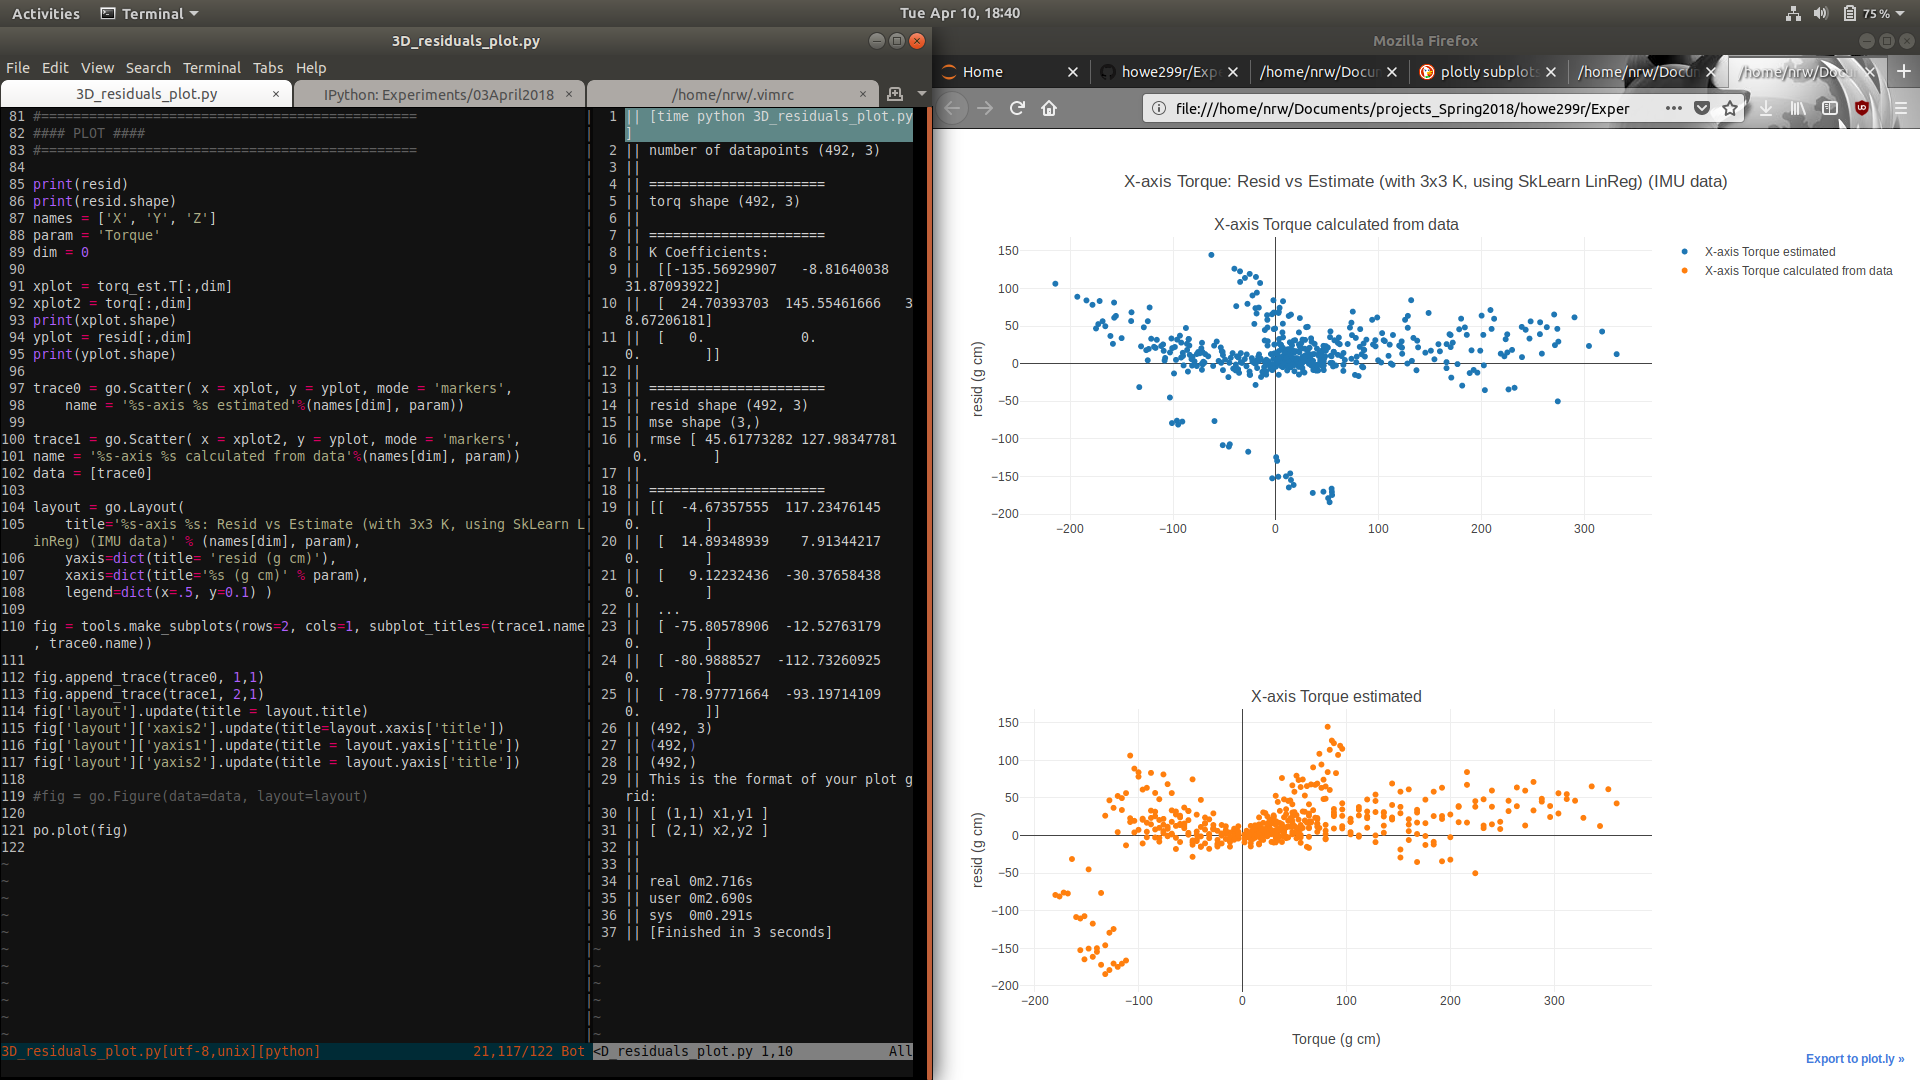 Activities Terminal Tue Apr 10, 18:40 75 %
3D_residuals_plot.py
File Edit View Search Terminal Tabs Help
3D_residuals_plot.py × IPython: Experiments/03April2018 × /home/nrw/.vimrc ×
81 #===============================================
82 #### PLOT ####
83 #===============================================
84
85 print(resid)
86 print(resid.shape)
87 names = ['X', 'Y', 'Z']
88 param = 'Torque'
89 dim = 0
90
91 xplot = torq_est.T[:,dim]
92 xplot2 = torq[:,dim]
93 print(xplot.shape)
94 yplot = resid[:,dim]
95 print(yplot.shape)
96
97 trace0 = go.Scatter( x = xplot, y = yplot, mode = 'markers',
98     name = '%s-axis %s estimated'%(names[dim], param))
99
100 trace1 = go.Scatter( x = xplot2, y = yplot, mode = 'markers',
101 name = '%s-axis %s calculated from data'%(names[dim], param))
102 data = [trace0]
103
104 layout = go.Layout(
105     title='%s-axis %s: Resid vs Estimate (with 3x3 K, using SkLearn L
inReg) (IMU data)' % (names[dim], param),
106     yaxis=dict(title= 'resid (g cm)'),
107     xaxis=dict(title='%s (g cm)' % param),
108     legend=dict(x=.5, y=0.1) )
109
110 fig = tools.make_subplots(rows=2, cols=1, subplot_titles=(trace1.name
, trace0.name))
111
112 fig.append_trace(trace0, 1,1)
113 fig.append_trace(trace1, 2,1)
114 fig['layout'].update(title = layout.title)
115 fig['layout']['xaxis2'].update(title=layout.xaxis['title'])
116 fig['layout']['yaxis1'].update(title = layout.yaxis['title'])
117 fig['layout']['yaxis2'].update(title = layout.yaxis['title'])
118
119 #fig = go.Figure(data=data, layout=layout)
120
121 po.plot(fig)
122
~
~
~
~
~
~
~
~
~
~
~
3D_residuals_plot.py[utf-8,unix][python] 21,117/122 Bot
1 || [time python 3D_residuals_plot.py
]
2 || number of datapoints (492, 3)
3 ||
4 || ======================
5 || torq shape (492, 3)
6 ||
7 || ======================
8 || K Coefficients:
9 ||  [[-135.56929907   -8.81640038
31.87093922]
10 ||  [  24.70393703  145.55461666   3
8.67206181]
11 ||  [   0.            0.
0.        ]]
12 ||
13 || ======================
14 || resid shape (492, 3)
15 || mse shape (3,)
16 || rmse [ 45.61773282 127.98347781
0.        ]
17 ||
18 || ======================
19 || [[  -4.67357555  117.23476145
0.        ]
20 ||  [  14.89348939    7.91344217
0.        ]
21 ||  [   9.12232436  -30.37658438
0.        ]
22 ||  ...
23 ||  [ -75.80578906  -12.52763179
0.        ]
24 ||  [ -80.9888527  -112.73260925
0.        ]
25 ||  [ -78.97771664  -93.19714109
0.        ]]
26 || (492, 3)
27 || (492,)
28 || (492,)
29 || This is the format of your plot g
rid:
30 || [ (1,1) x1,y1 ]
31 || [ (2,1) x2,y2 ]
32 ||
33 ||
34 || real 0m2.716s
35 || user 0m2.690s
36 || sys  0m0.291s
37 || [Finished in 3 seconds]
~
~
~
~
~
~
<D_residuals_plot.py 1,10 All
Mozilla Firefox
Home × howe299r/Expe × /home/nrw/Docum × plotly subplots × /home/nrw/Docum × /home/nrw/Docum ×
file:///home/nrw/Documents/projects_Spring2018/howe299r/Exper
X-axis Torque: Resid vs Estimate (with 3x3 K, using SkLearn LinReg) (IMU data)
X-axis Torque calculated from data
150
100
50
0
−50
−100
−150
−200
resid (g cm)
−200 −100 0 100 200 300
X-axis Torque estimated
X-axis Torque calculated from data
X-axis Torque estimated
150
100
50
0
−50
−100
−150
−200
resid (g cm)
−200 −100 0 100 200 300
Torque (g cm)
Export to plot.ly »